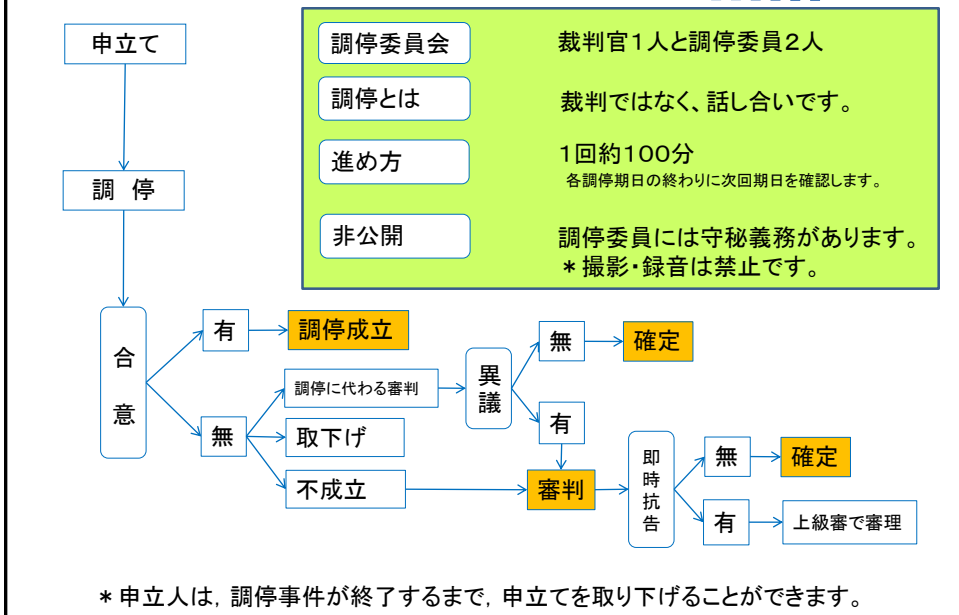 申立て
調停委員会
裁判官1人と調停委員2人
調停とは
裁判ではなく、話し合いです。
進め方
1回約100分
各調停期日の終わりに次回期日を確認します。
調 停
非公開
調停委員には守秘義務があります。
＊撮影・録音は禁止です。
合意
有
調停成立
無
調停に代わる審判
取下げ
不成立
異議
無
確定
有
審判
即時抗告
無
確定
有
上級審で審理
＊申立人は，調停事件が終了するまで，申立てを取り下げることができます。